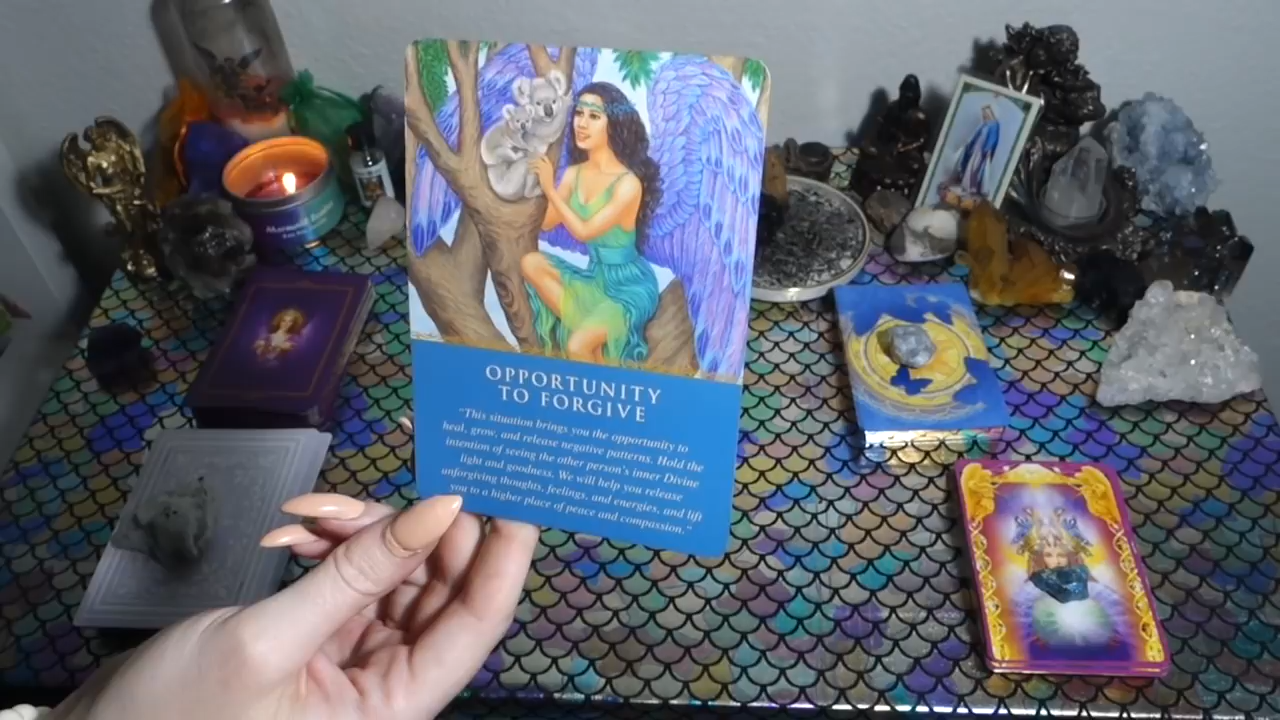 OPPORTUNITY
TO FORGIVE
"This situation brings you the opportunity to
heal, grow, and release negative patterns. Hold the
intention of seeing the other person's inner Divine
light and goodness. We will help you release
unforgiving thoughts, feelings, and energies, and lift
you to a higher place of peace and compassion."